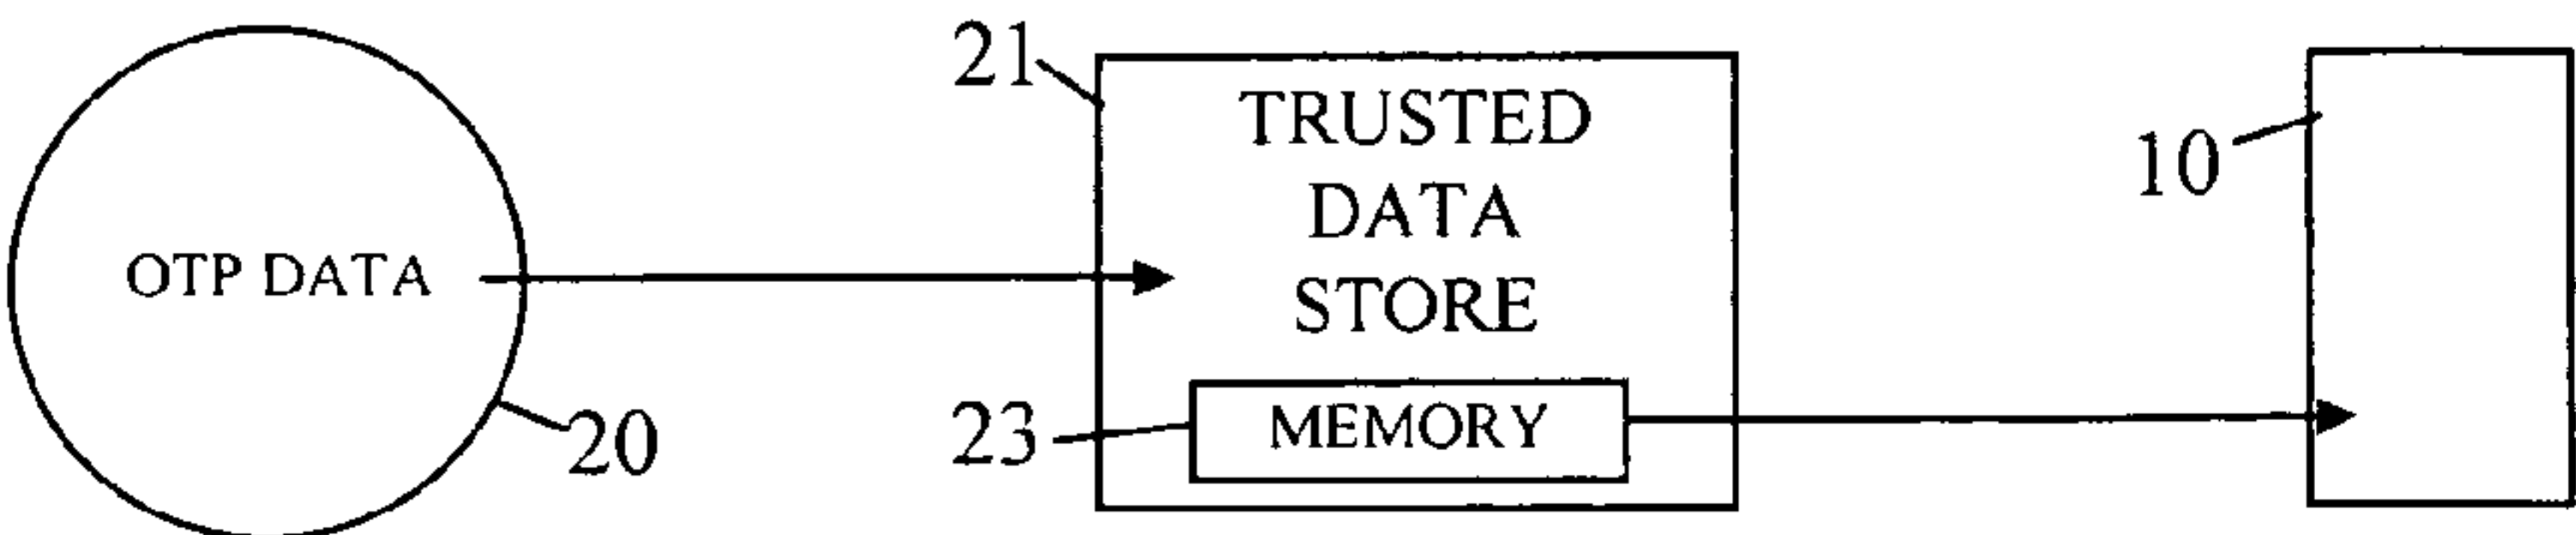 21
TRUSTED
DATA
STORE
10
OTP DATA
23
MEMORY
20